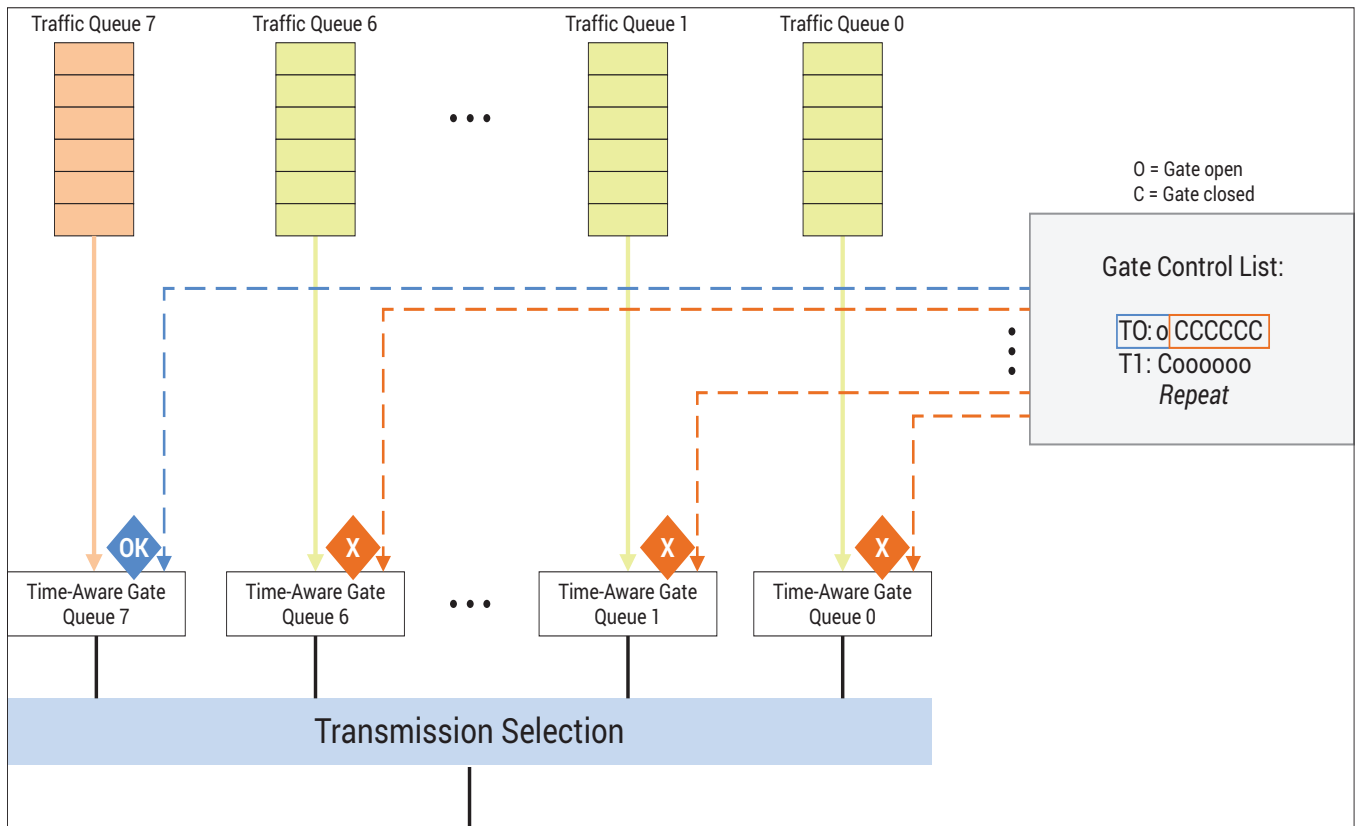 Traffic Queue 7
Traffic Queue 6
Traffic Queue 1
Traffic Queue 0
O = Gate open
C = Gate closed
Gate Control List:
TO: o CCCCCC
T1: Coooooo
Repeat
OK
X
X
X
Time-Aware Gate
Queue 7
Time-Aware Gate
Queue 6
Time-Aware Gate
Queue 1
Time-Aware Gate
Queue 0
Transmission Selection